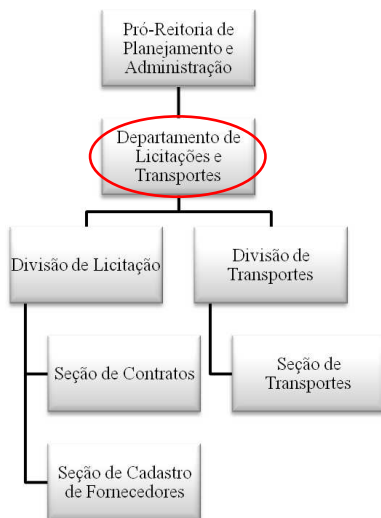 Pró-Reitoria de
Planejamento e
Administração
Departamento de
Licitações e
Transportes
Divisão de Licitação
Divisão de
Transportes
Seção de Contratos
Seção de
Transportes
Seção de Cadastro
de Fornecedores